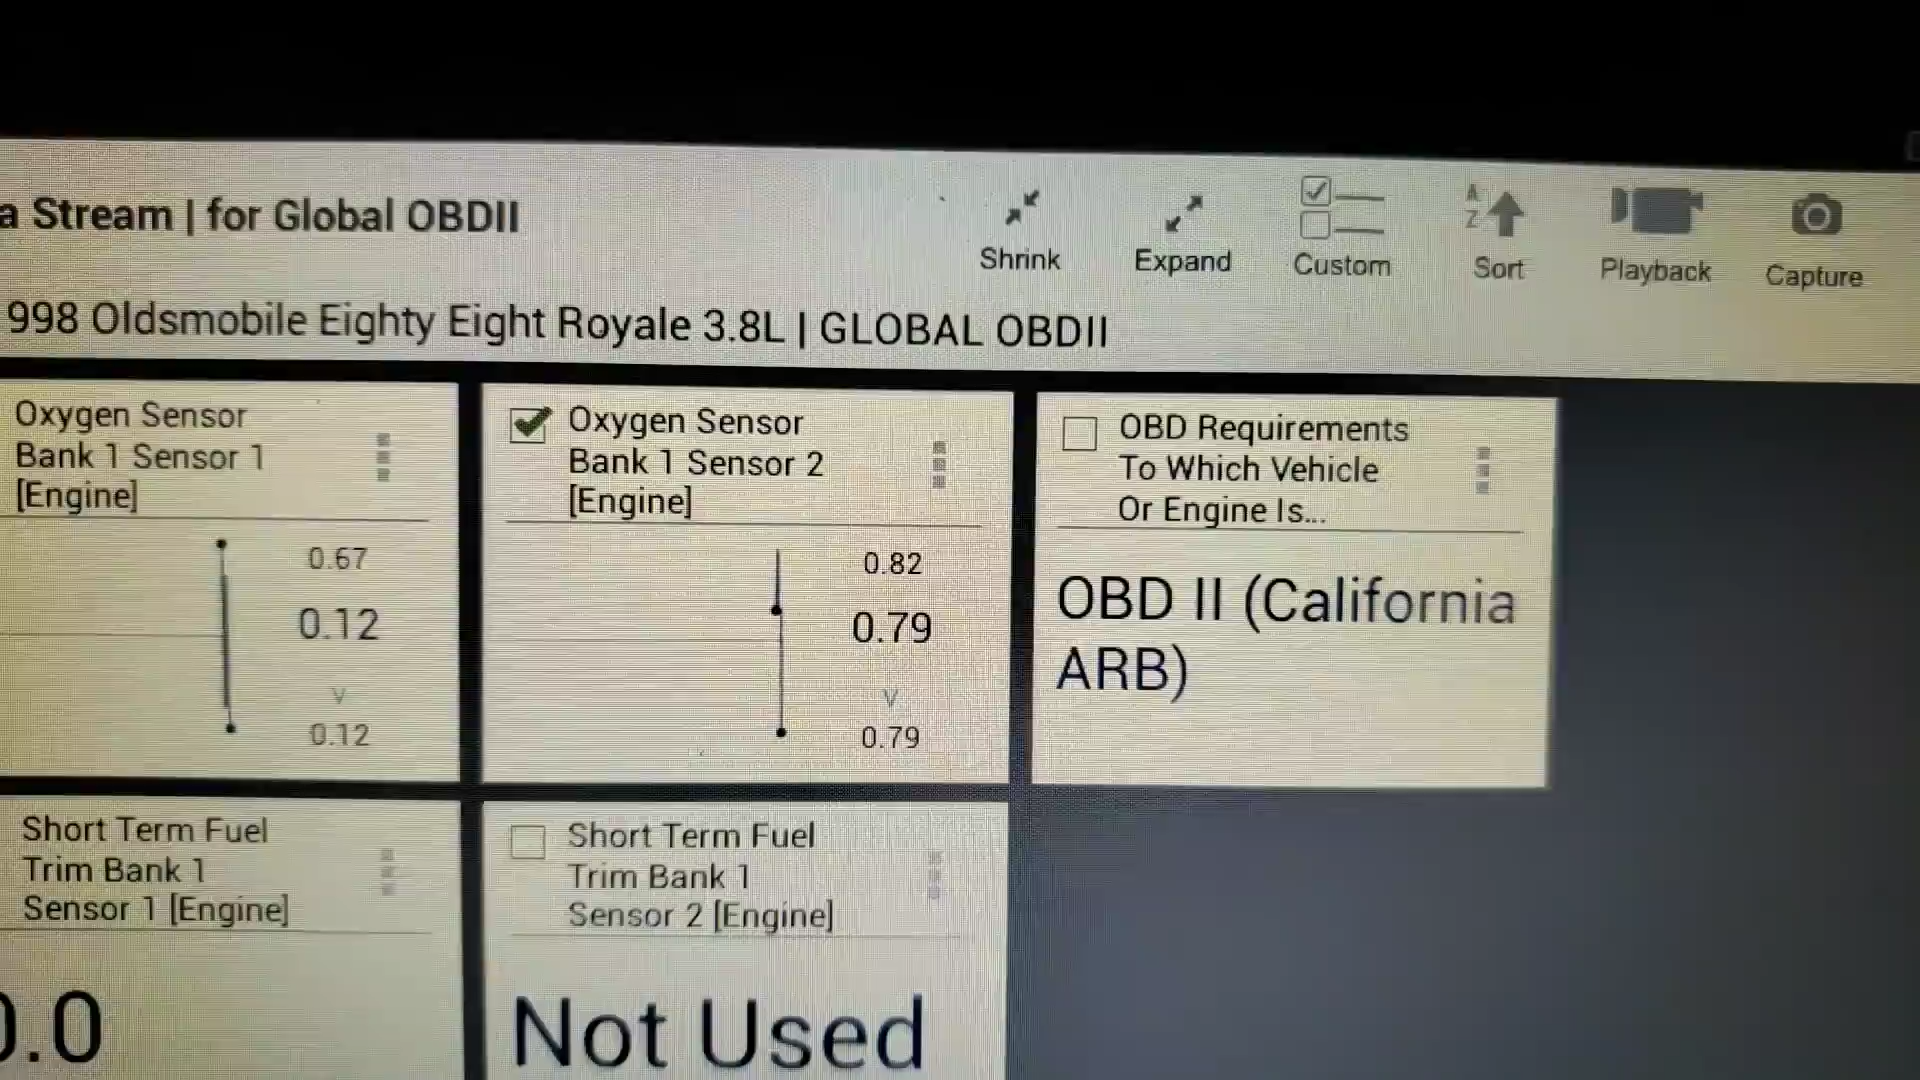 a Stream | for Global OBDII
Shrink
Expand
Custom
A
Z
Sort
Playback
Capture
998 Oldsmobile Eighty Eight Royale 3.8L | GLOBAL OBDII
Oxygen Sensor
Bank 1 Sensor 1
[Engine]
0.67
0.12
V
0.12
Oxygen Sensor
Bank 1 Sensor 2
[Engine]
0.82
0.79
V
0.79
OBD Requirements
To Which Vehicle
Or Engine Is...
OBD II (California
ARB)
Short Term Fuel
Trim Bank 1
Sensor 1 [Engine]
0.0
Short Term Fuel
Trim Bank 1
Sensor 2 [Engine]
Not Used